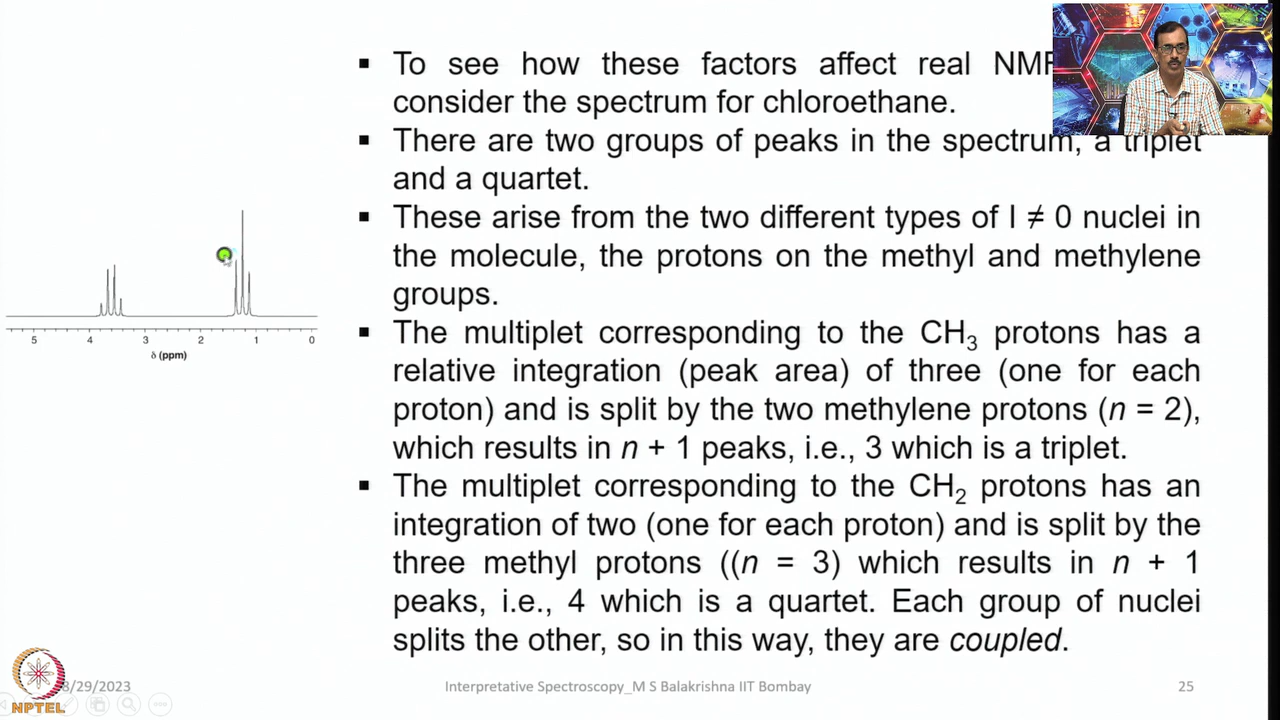 ▪ To see how these factors affect real NM
consider the spectrum for chloroethane.
▪ There are two groups of peaks in the spectrum, a triplet
and a quartet.
▪ These arise from the two different types of I ≠ 0 nuclei in
the molecule, the protons on the methyl and methylene
groups.
▪ The multiplet corresponding to the CH₃ protons has a
relative integration (peak area) of three (one for each
proton) and is split by the two methylene protons (n = 2),
which results in n + 1 peaks, i.e., 3 which is a triplet.
▪ The multiplet corresponding to the CH₂ protons has an
integration of two (one for each proton) and is split by the
three methyl protons ((n = 3) which results in n + 1
peaks, i.e., 4 which is a quartet. Each group of nuclei
splits the other, so in this way, they are coupled.
5 4 3 2 1 0
δ (ppm)
8/29/2023
Interpretative Spectroscopy_M S Balakrishna IIT Bombay
25
NPTEL